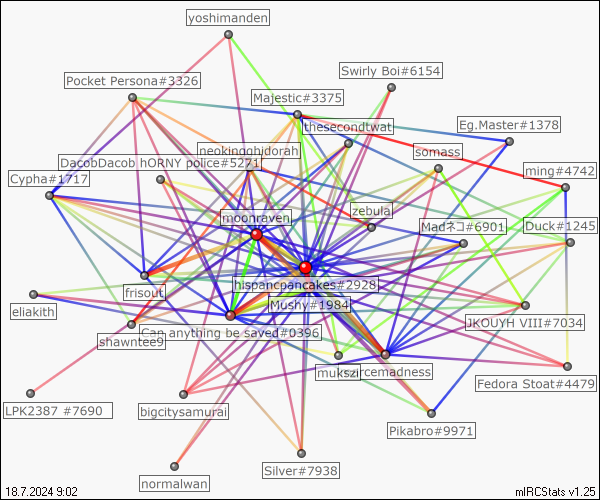 yoshimanden
Swirly Boi#6154
Pocket Persona#3326
Majestic#3375
thesecondtwat
Eg.Master#1378
neokingghidorah
somass
DacobDacob hORNY police#5271
ming#4742
Cypha#1717
zebula
moonraven
Madネコ#6901
Duck#1245
frisout
hispancpancakes#2928
eliakith
Mushy#1984
JKOUYH VIII#7034
Can anything be saved#0396
shawntee9
mukszi
rcemadness
Fedora Stoat#4479
LPK2387 #7690
bigcitysamurai
Pikabro#9971
Silver#7938
normalwan
18.7.2024 9:02
mIRCStats v1.25